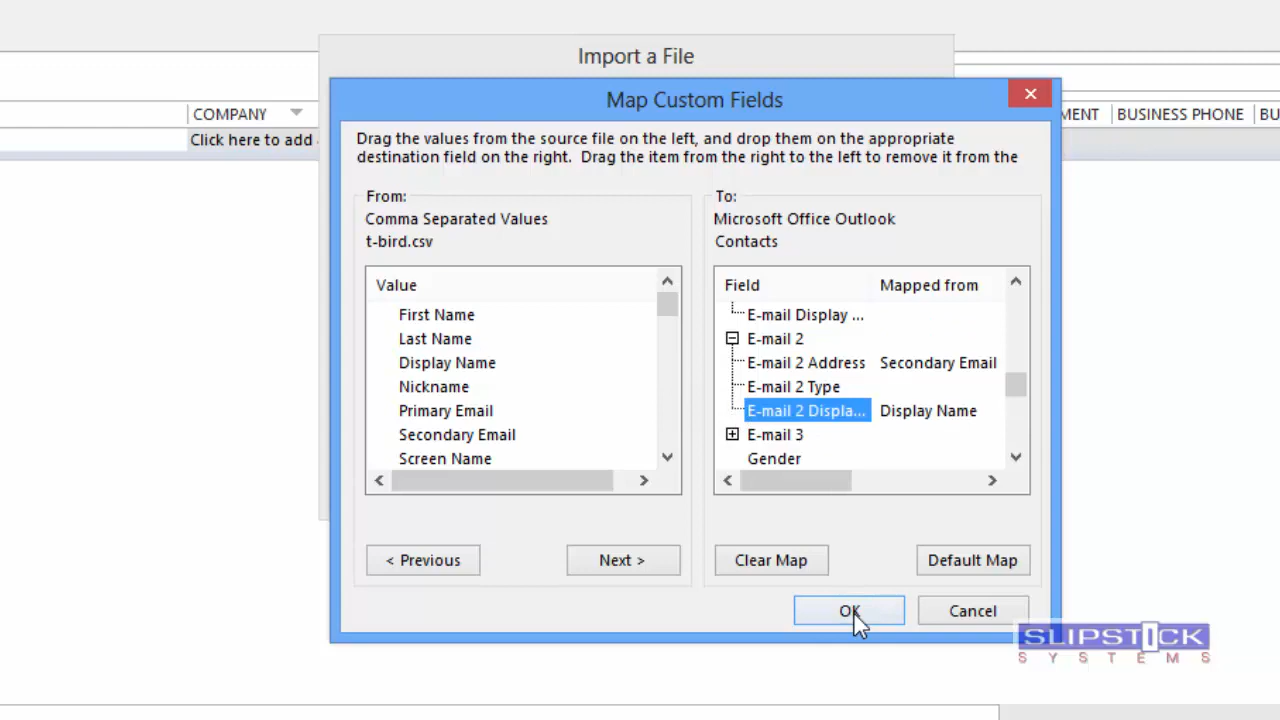 Import a File
Map Custom Fields
COMPANY
MENT
BUSINESS PHONE
BU
Click here to add
Drag the values from the source file on the left, and drop them on the appropriate
destination field on the right. Drag the item from the right to the left to remove it from the
From:
Comma Separated Values
t-bird.csv
Value
First Name
Last Name
Display Name
Nickname
Primary Email
Secondary Email
Screen Name
< Previous
Next >
To:
Microsoft Office Outlook
Contacts
Field Mapped from
E-mail Display ...
E-mail 2
E-mail 2 Address Secondary Email
E-mail 2 Type
E-mail 2 Displa... Display Name
E-mail 3
Gender
Clear Map
Default Map
OK
Cancel
SLIPSTICK
SYSTEMS